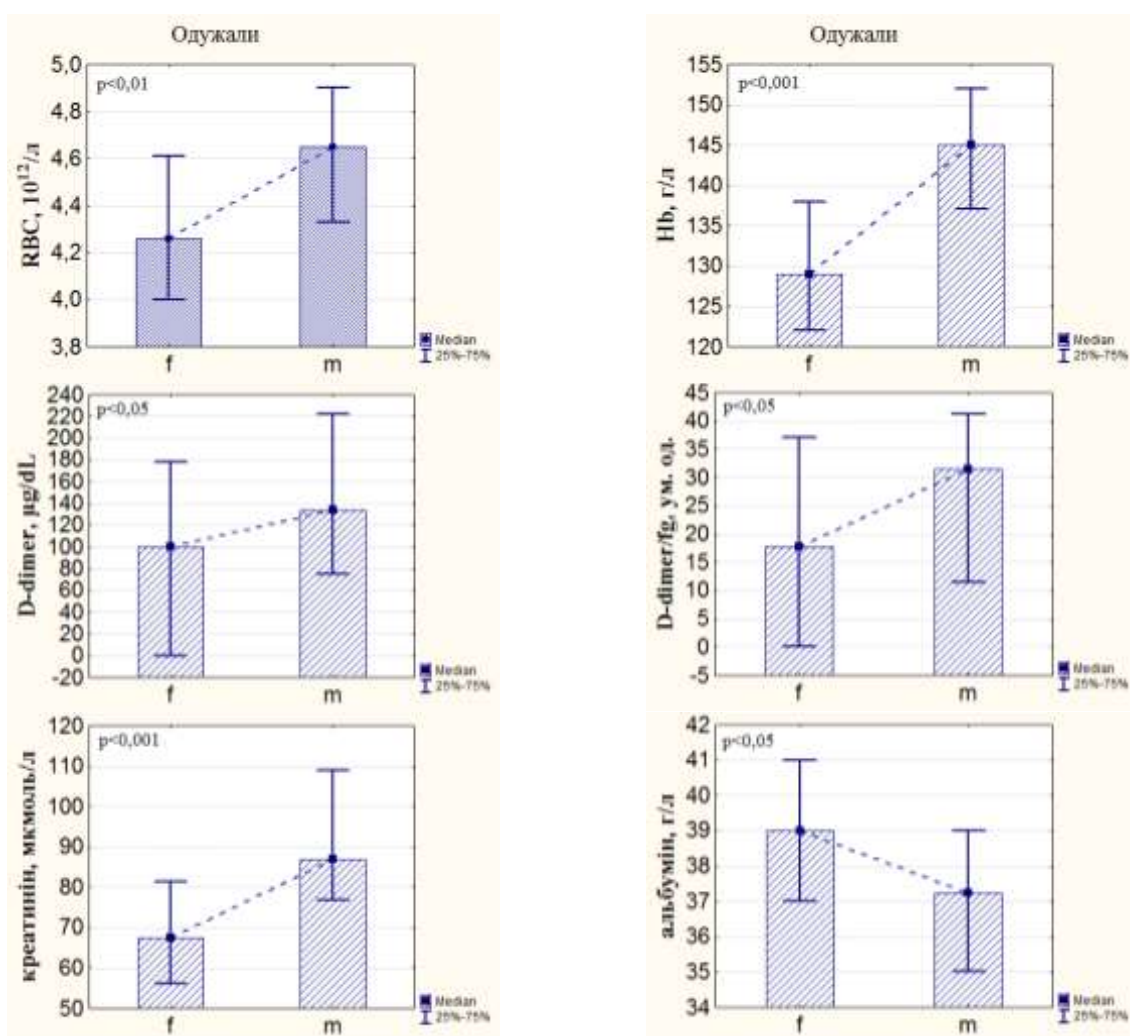 Одужали
p<0,01
RBC, 10¹²/л
5,0
4,8
4,6
4,4
4,2
4,0
3,8
f
m
Median
25%-75%
Одужали
p<0,001
Hb, г/л
155
150
145
140
135
130
125
120
f
m
Median
25%-75%
p<0,05
D-dimer, µg/dL
240
220
200
180
160
140
120
100
80
60
40
20
0
-20
f
m
Median
25%-75%
p<0,05
D-dimer/fg, ум. од.
45
40
35
30
25
20
15
10
5
0
-5
f
m
Median
25%-75%
p<0,001
креатинін, мкмоль/л
120
110
100
90
80
70
60
50
f
m
Median
25%-75%
p<0,05
альбумін, г/л
42
41
40
39
38
37
36
35
34
f
m
Median
25%-75%